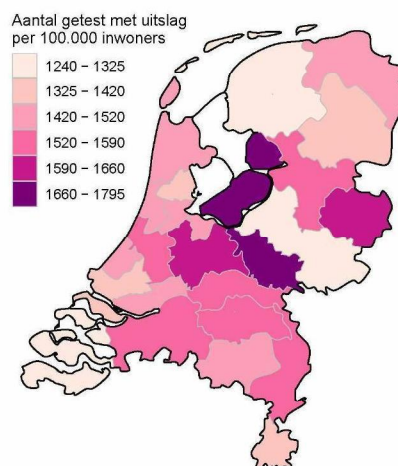 Aantal getest met uitslag
per 100.000 inwoners
1240 – 1325
1325 – 1420
1420 – 1520
1520 – 1590
1590 – 1660
1660 – 1795